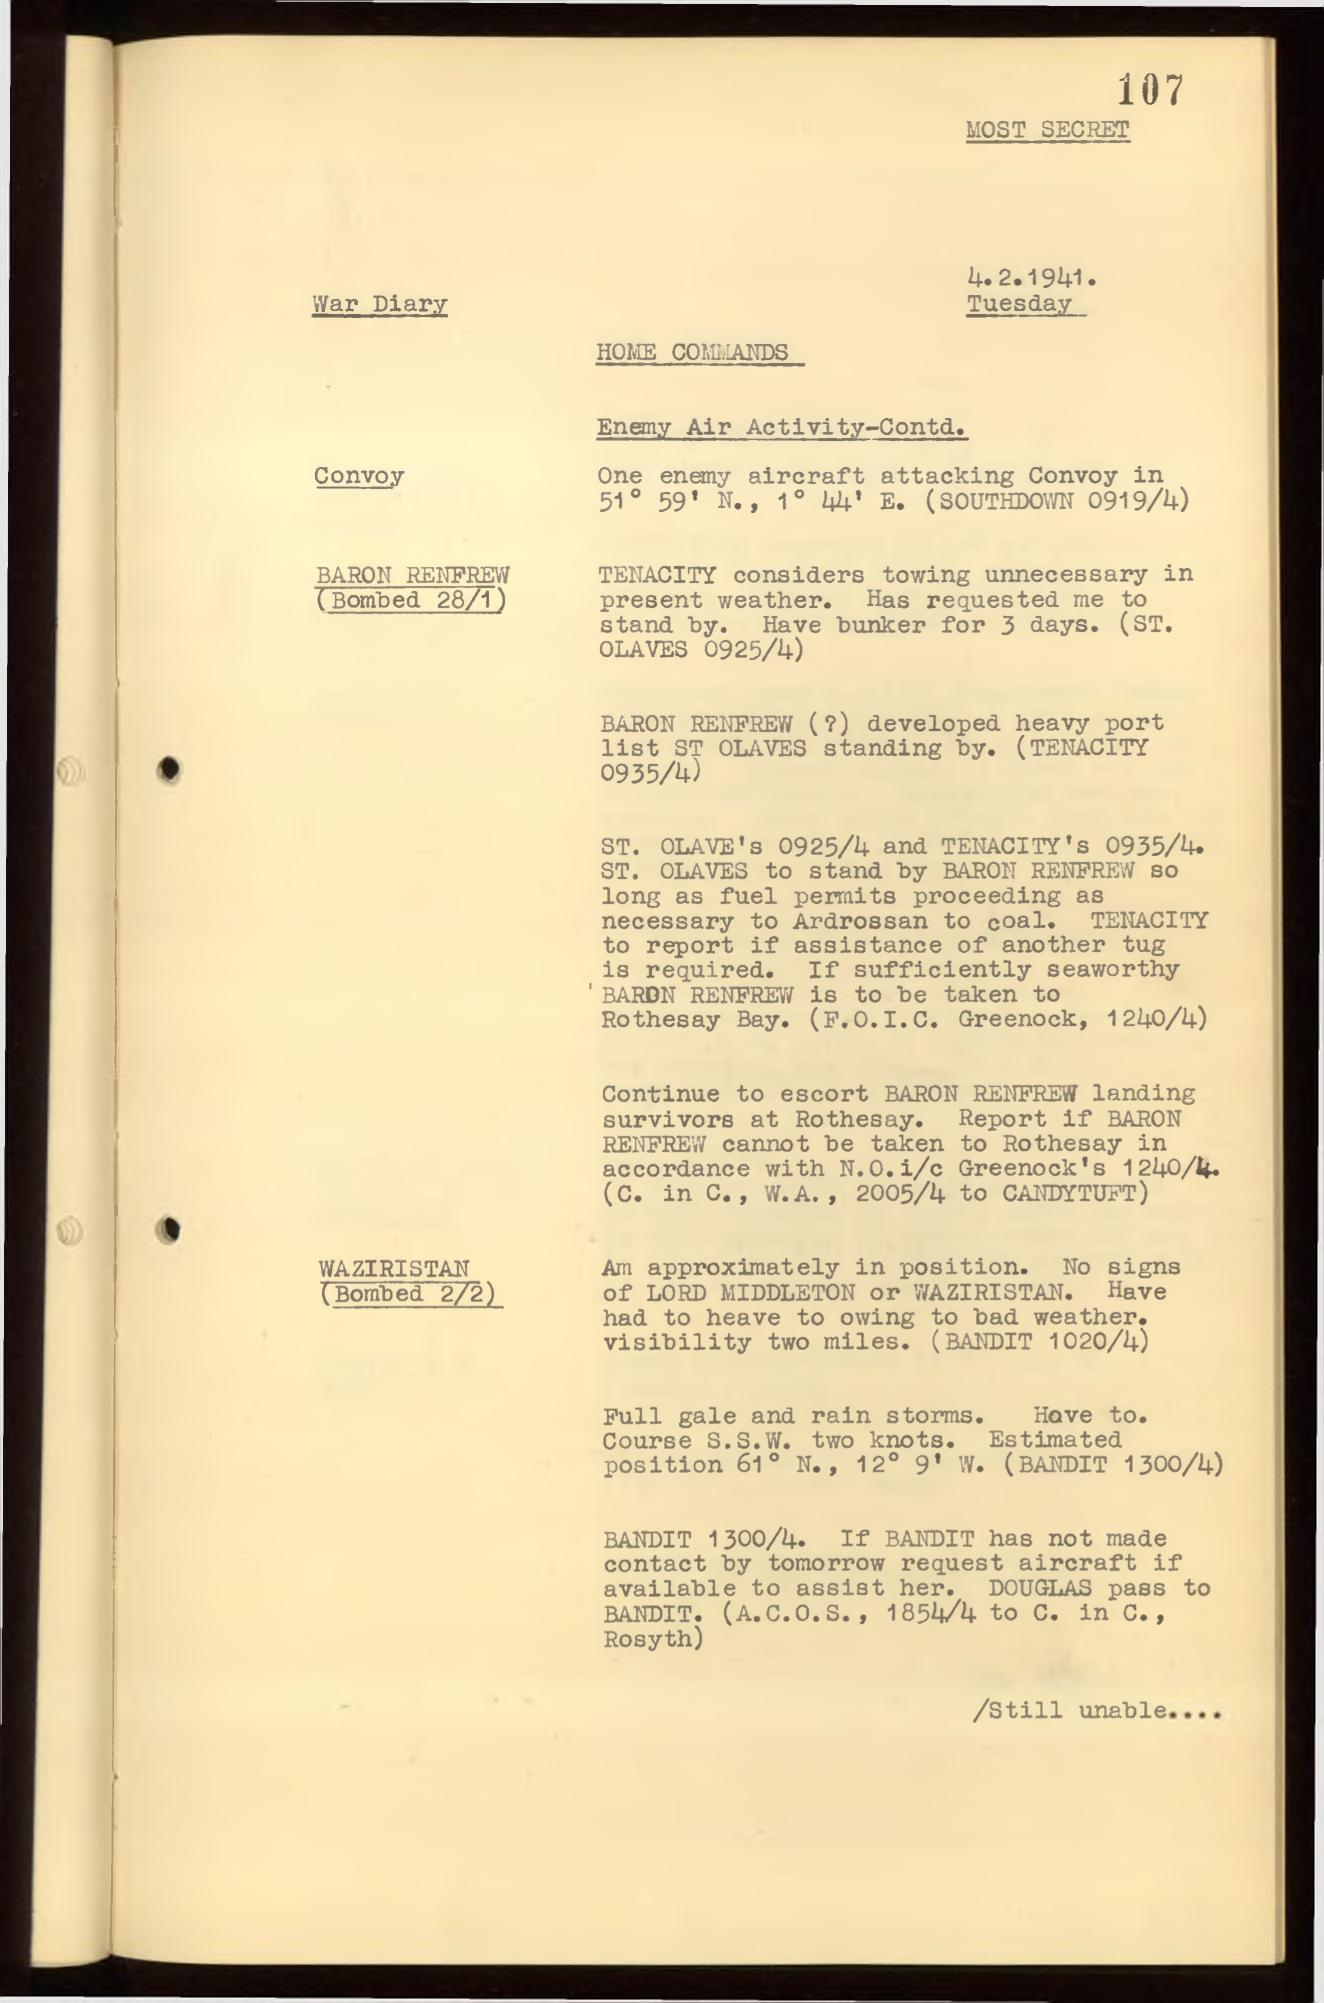 107
MOST SECRET
4.2.1941.
War Diary
Tuesday
HOME COMMANDS
Enemy Air Activity-Contd.
Convoy
One enemy aircraft attacking Convoy in
51° 59' N., 1° 44' E. (SOUTHDOWN 0919/4)
BARON RENFREW
(Bombed 28/1)
TENACITY considers towing unnecessary in
present weather. Has requested me to
stand by. Have bunker for 3 days. (ST.
OLAVES 0925/4)
BARON RENFREW (?) developed heavy port
list ST OLAVES standing by. (TENACITY
0935/4)
ST. OLAVE's 0925/4 and TENACITY's 0935/4.
ST. OLAVES to stand by BARON RENFREW so
long as fuel permits proceeding as
necessary to Ardrossan to coal. TENACITY
to report if assistance of another tug
is required. If sufficiently seaworthy
'BARON RENFREW is to be taken to
Rothesay Bay. (F.O.I.C. Greenock, 1240/4)
Continue to escort BARON RENFREW landing
survivors at Rothesay. Report if BARON
RENFREW cannot be taken to Rothesay in
accordance with N.O.i/c Greenock's 1240/4.
(C. in C., W.A., 2005/4 to CANDYTUFT)
WAZIRISTAN
(Bombed 2/2)
Am approximately in position. No signs
of LORD MIDDLETON or WAZIRISTAN. Have
had to heave to owing to bad weather.
visibility two miles. (BANDIT 1020/4)
Full gale and rain storms. Hove to.
Course S.S.W. two knots. Estimated
position 61° N., 12° 9' W. (BANDIT 1300/4)
BANDIT 1300/4. If BANDIT has not made
contact by tomorrow request aircraft if
available to assist her. DOUGLAS pass to
BANDIT. (A.C.O.S., 1854/4 to C. in C.,
Rosyth)
/Still unable....